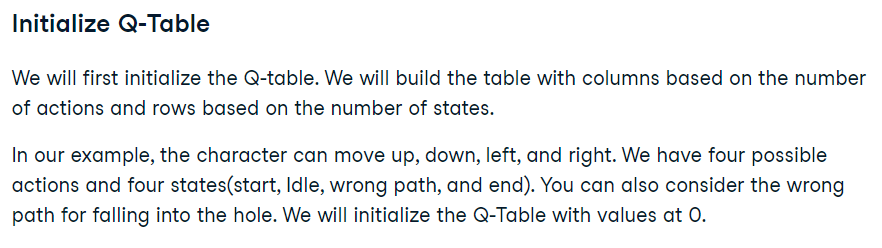 Initialize Q-Table
We will first initialize the Q-table. We will build the table with columns based on the number
of actions and rows based on the number of states.
In our example, the character can move up, down, left, and right. We have four possible
actions and four states(start, Idle, wrong path, and end). You can also consider the wrong
path for falling into the hole. We will initialize the Q-Table with values at 0.